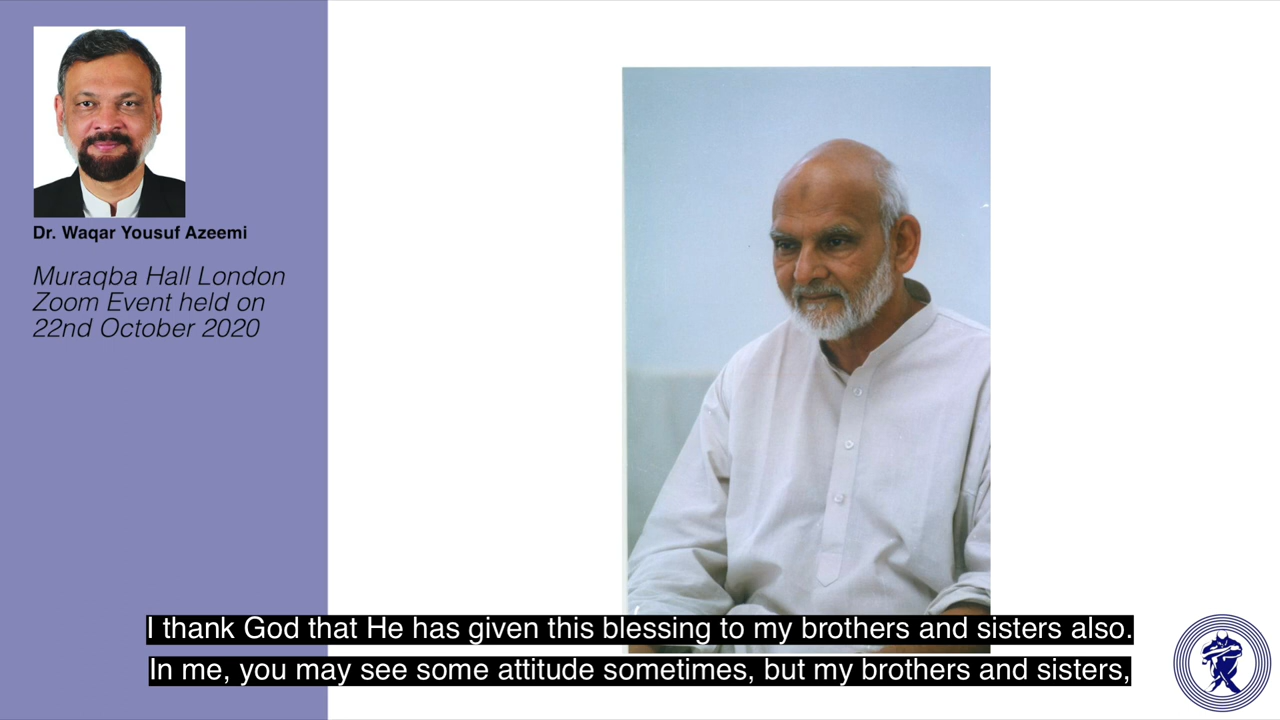 Dr. Waqar Yousuf Azeemi
Muraqba Hall London
Zoom Event held on
22nd October 2020
I thank God that He has given this blessing to my brothers and sisters also.
In me, you may see some attitude sometimes, but my brothers and sisters,